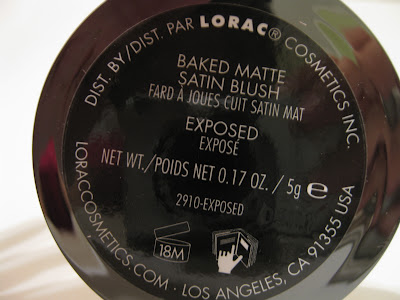 DIST. BY/DIST. PAR LORAC® COSMETICS INC.
BAKED MATTE
SATIN BLUSH
FARD À JOUES CUIT SATIN MAT
EXPOSED
EXPOSÉ
NET WT./POIDS NET 0.17 OZ. / 5g e
2910-EXPOSED
18M
LORACCOSMETICS.COM · LOS ANGELES, CA 91355 USA